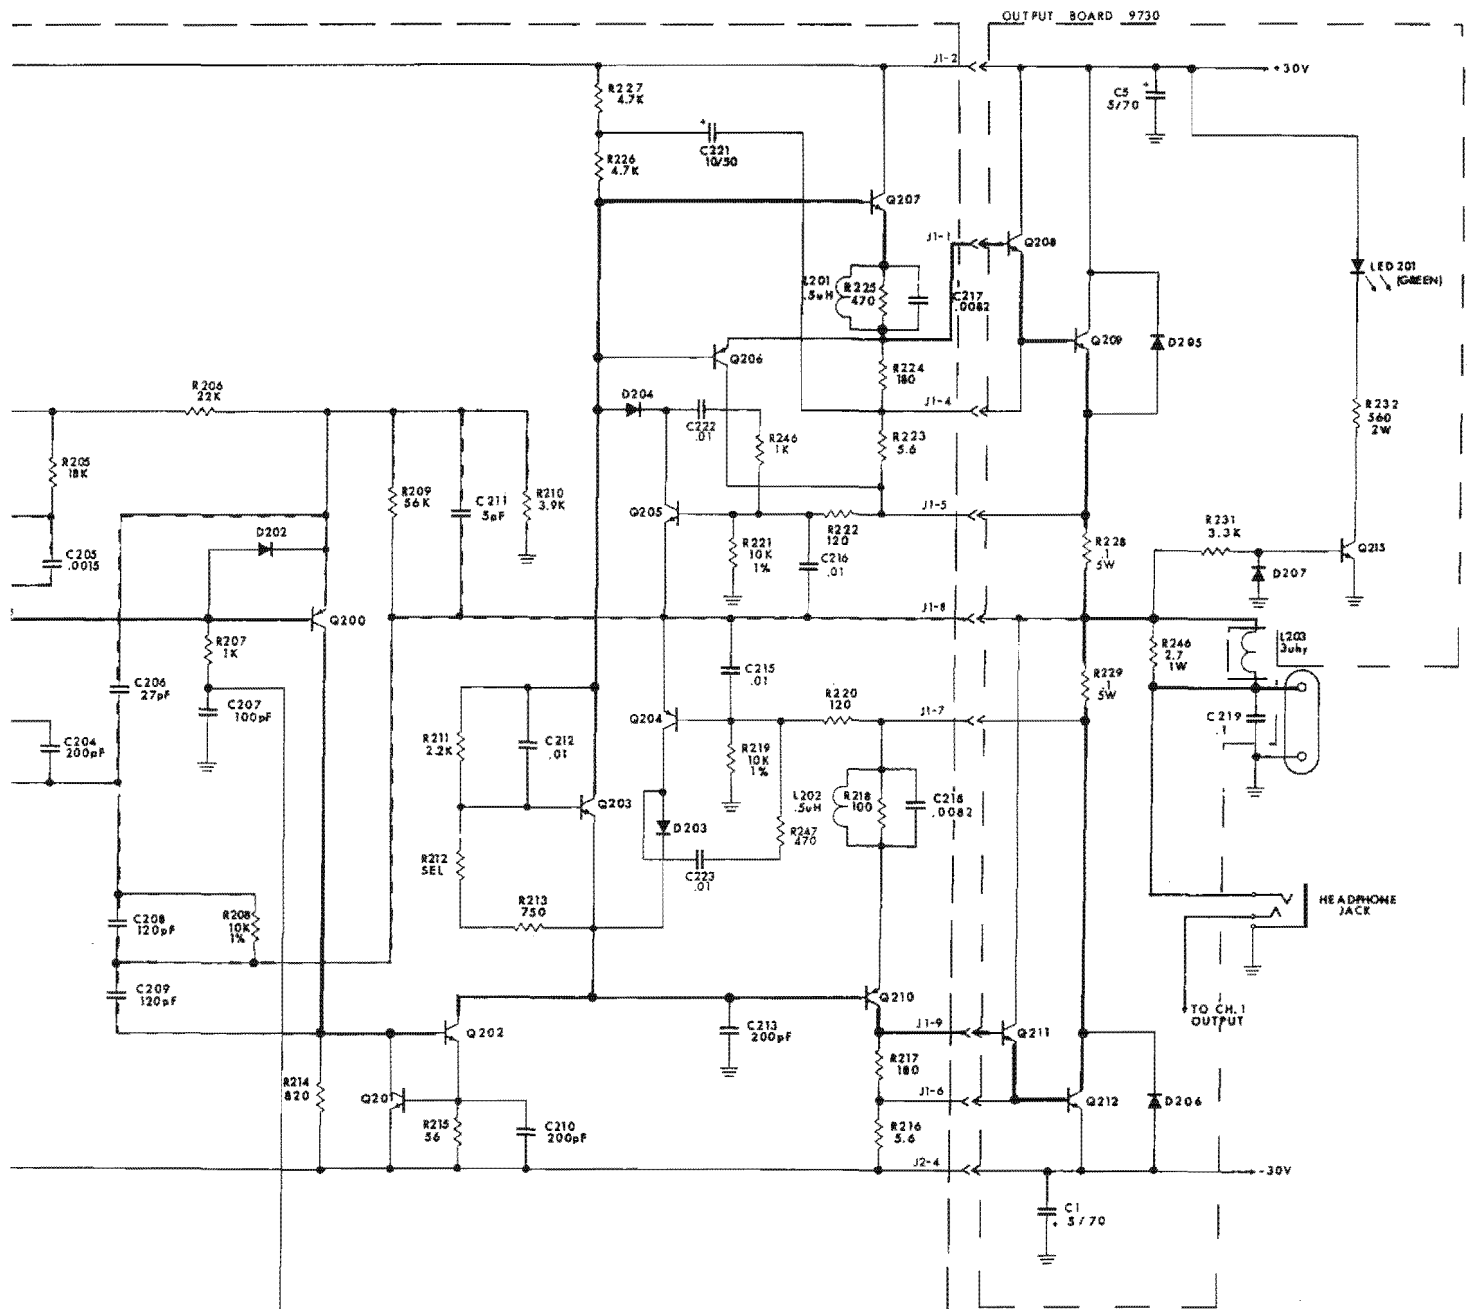 OUTPUT BOARD 9730
J1-2
+30V
R227
4.7K
C5
5/70
+
+
C221
10/50
R226
4.7K
Q207
J1-1
Q208
LED 201
(GREEN)
L201
.5uH
R225
470
C217
.0082
Q206
Q209
D205
R224
180
R206
22K
D204
J1-4
R232
560
2W
C222
.01
R246
1K
R223
5.6
R205
18K
R209
56K
C211
5pF
R210
3.9K
Q205
J1-5
D202
R222
120
R231
3.3K
C205
.0015
R221
10K
1%
C216
.01
R228
.1
5W
Q215
D207
J1-8
Q200
R207
1K
L203
3uhy
R246
2.7
1W
C206
27pF
C215
.01
R229
.1
5W
C207
100pF
R220
120
Q204
J1-7
C219
.1
C204
200pF
R211
2.2K
C212
.01
R219
10K
1%
L202
.5uH
R218
100
C218
.0082
Q203
D203
R247
470
R212
SEL
C223
.01
R213
750
HEADPHONE
JACK
C208
120pF
R208
10K
1%
C209
120pF
Q210
TO CH.1
OUTPUT
Q202
C213
200pF
J1-9
Q211
R217
180
R214
820
Q201
J1-6
Q212
D206
R215
56
C210
200pF
R216
5.6
J2-4
-30V
C1
+ 5/70